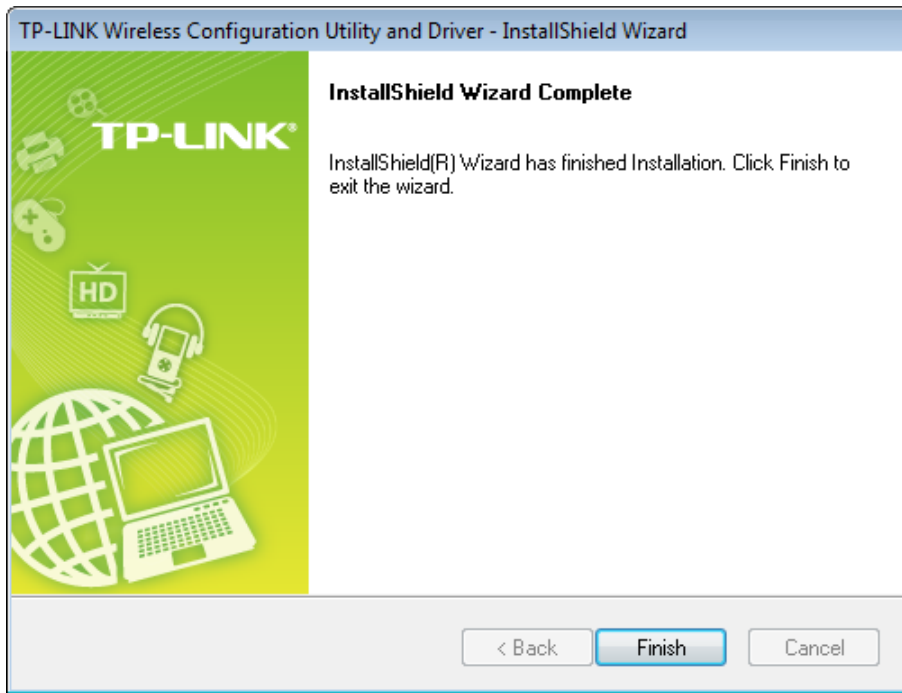 TP-LINK Wireless Configuration Utility and Driver - InstallShield Wizard
TP-LINK®
HD
InstallShield Wizard Complete
InstallShield(R) Wizard has finished Installation. Click Finish to
exit the wizard.
< Back
Finish
Cancel